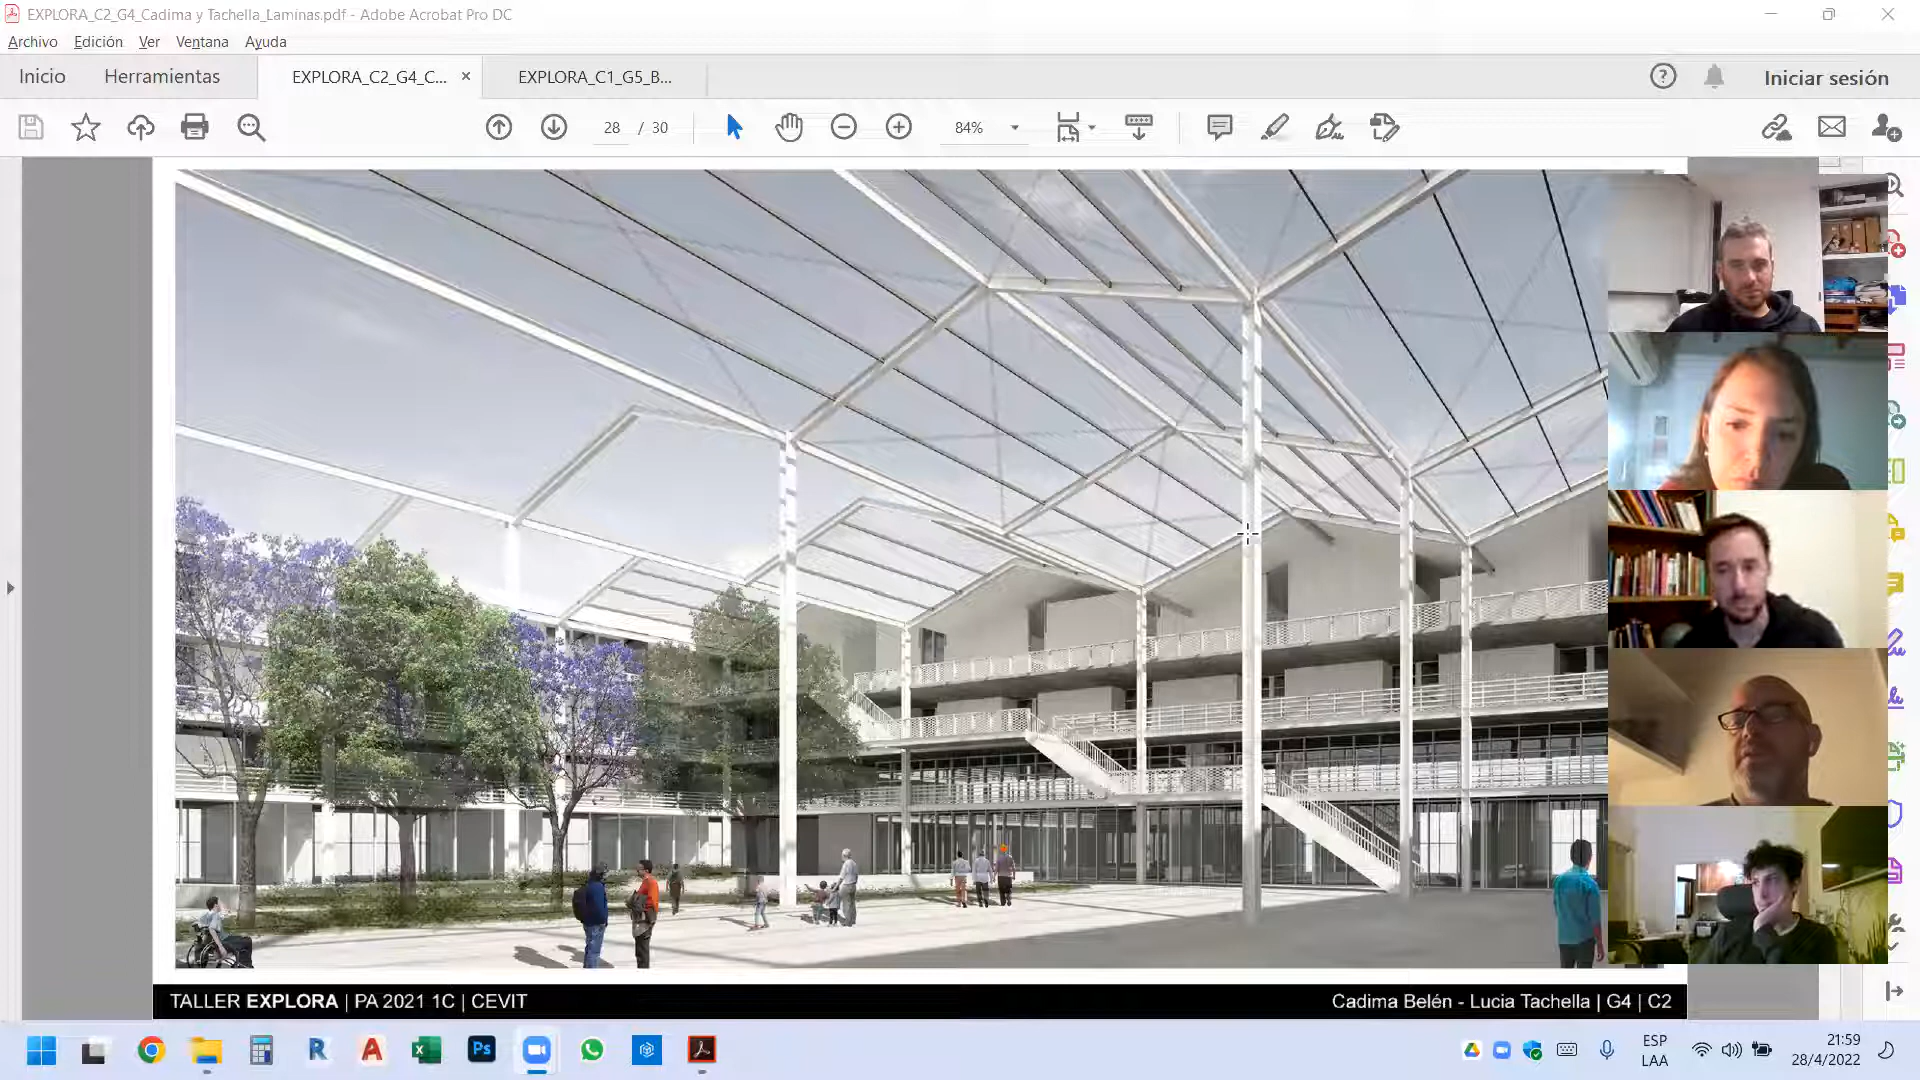 EXPLORA_C2_G4_Cadima y Tachella_Laminas.pdf - Adobe Acrobat Pro DC
Archivo Edición Ver Ventana Ayuda
Inicio Herramientas EXPLORA_C2_G4_C... × EXPLORA_C1_G5_B... Iniciar sesión
28 / 30 84%
TALLER EXPLORA | PA 2021 1C | CEVIT
Cadima Belén - Lucia Tachella | G4 | C2
ESP
LAA
21:59
28/4/2022